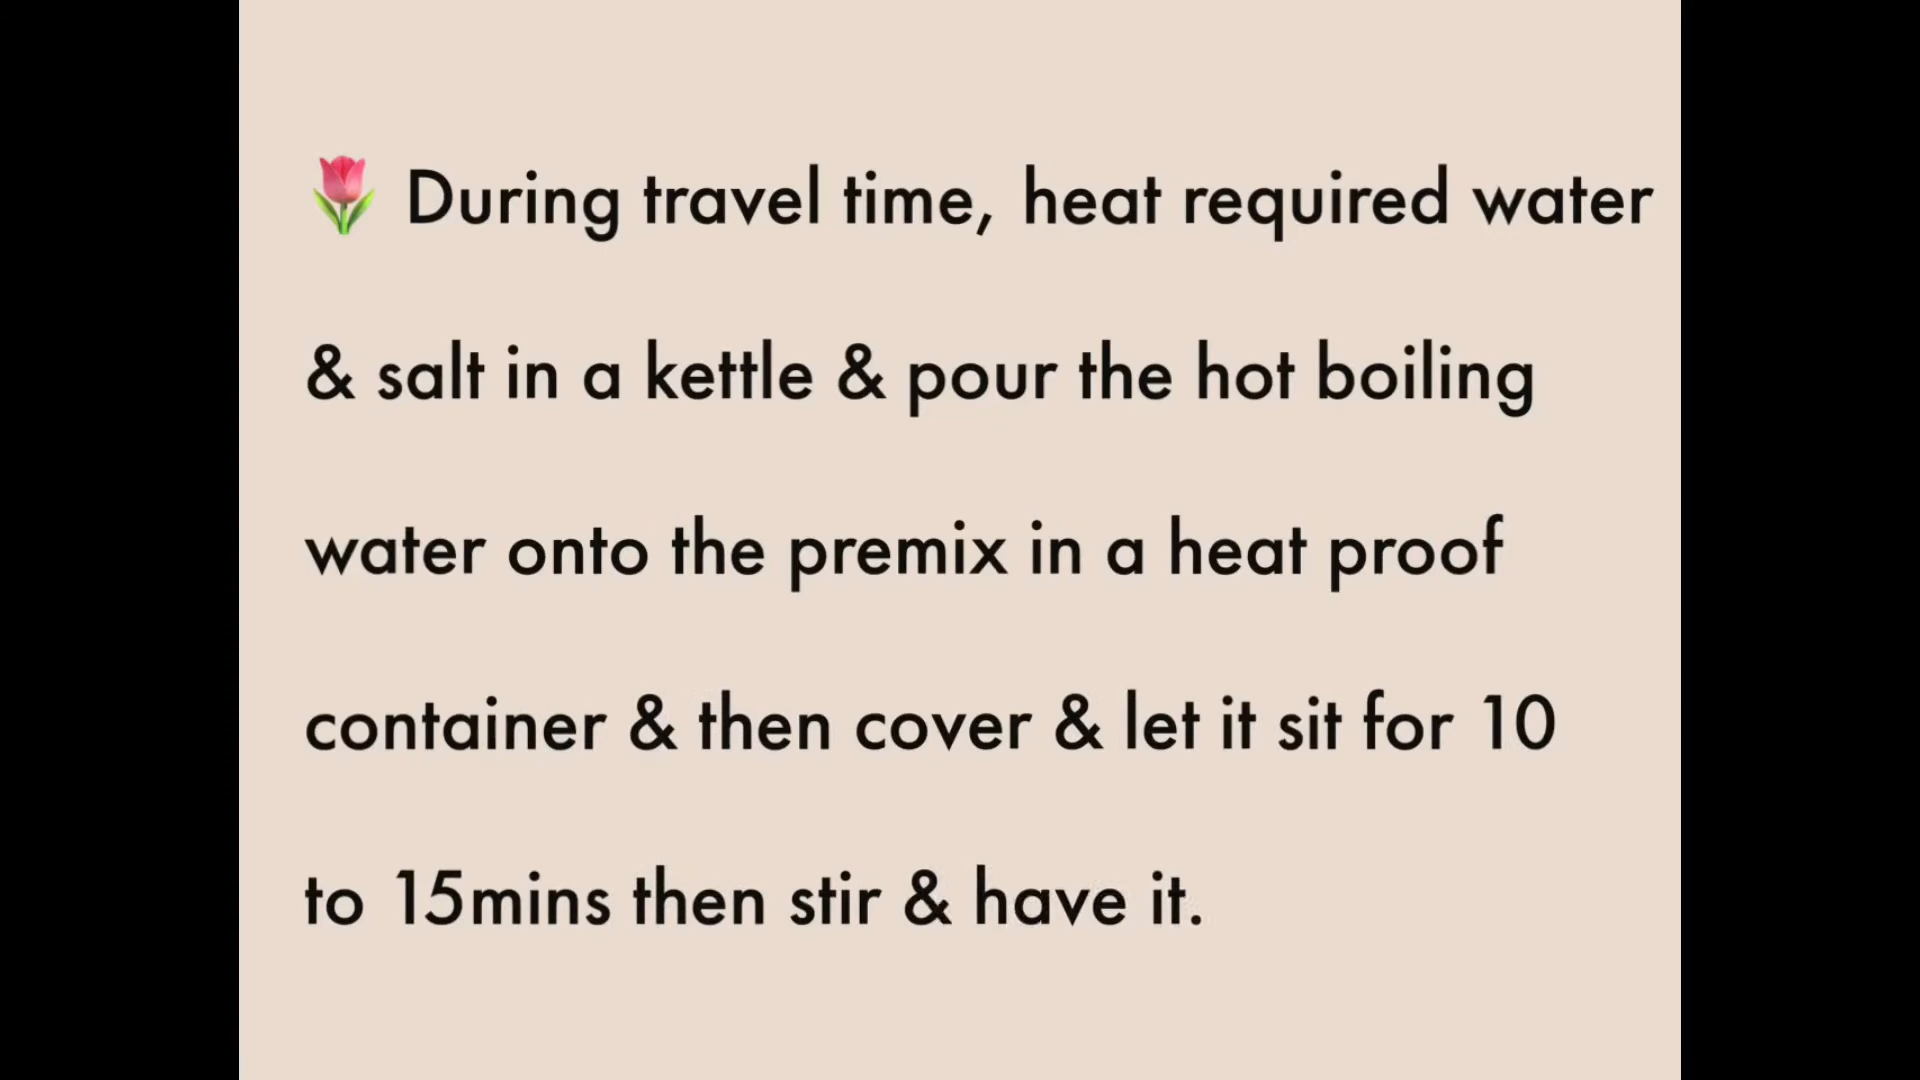 🌷 During travel time, heat required water
& salt in a kettle & pour the hot boiling
water onto the premix in a heat proof
container & then cover & let it sit for 10
to 15mins then stir & have it.